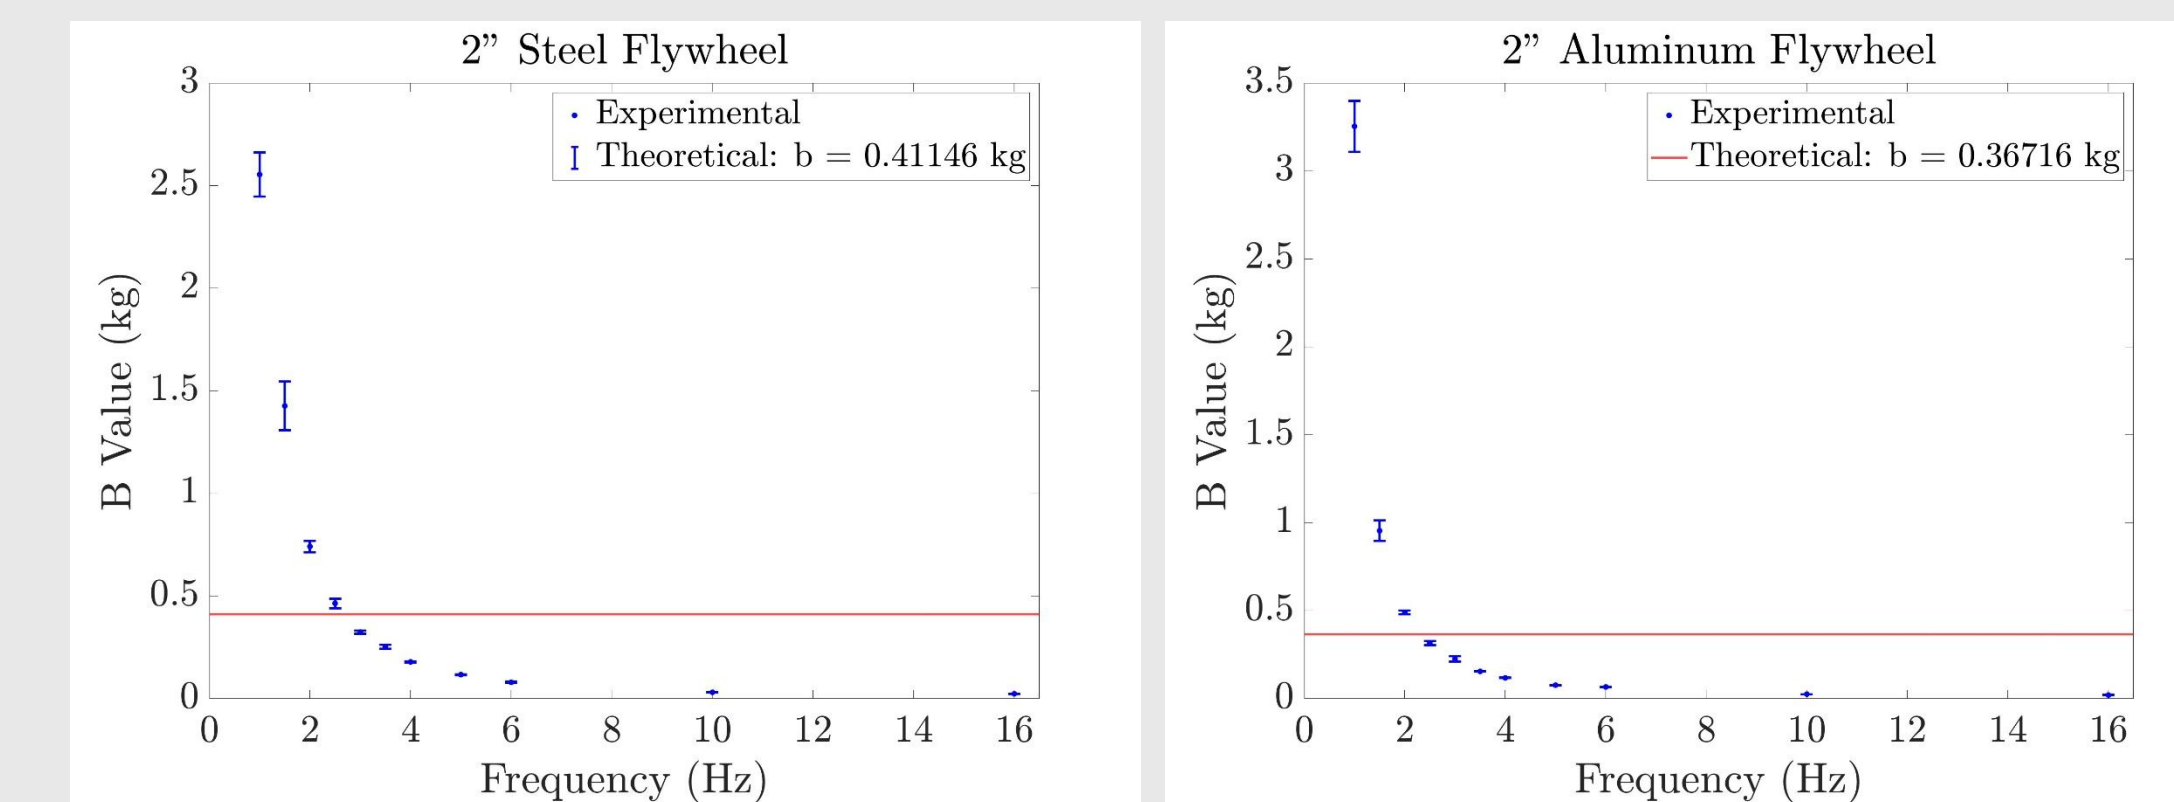 2” Steel Flywheel
3
2.5
2
1.5
1
0.5
0
B Value (kg)
Experimental
Theoretical: b = 0.41146 kg
0 2 4 6 8 10 12 14 16
Frequency (Hz)
2” Aluminum Flywheel
3.5
3
2.5
2
1.5
1
0.5
0
B Value (kg)
Experimental
Theoretical: b = 0.36716 kg
0 2 4 6 8 10 12 14 16
Frequency (Hz)